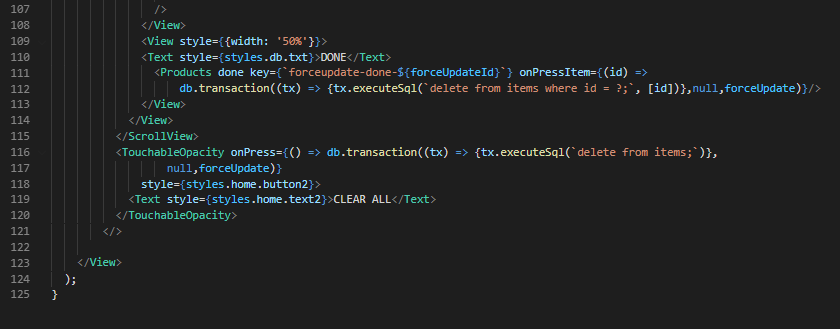 107 />
108 </View>
109 <View style={{width: '50%'}}>
110 <Text style={styles.db.txt}>DONE</Text>
111 <Products done key={`forceupdate-done-${forceUpdateId}`} onPressItem={(id) =>
112 db.transaction((tx) => {tx.executeSql(`delete from items where id = ?;`, [id])},null,forceUpdate)}/>
113 </View>
114 </View>
115 </ScrollView>
116 <TouchableOpacity onPress={() => db.transaction((tx) => {tx.executeSql(`delete from items;`)},
117 null,forceUpdate)}
118 style={styles.home.button2}>
119 <Text style={styles.home.text2}>CLEAR ALL</Text>
120 </TouchableOpacity>
121 </>
122
123 </View>
124 );
125 }